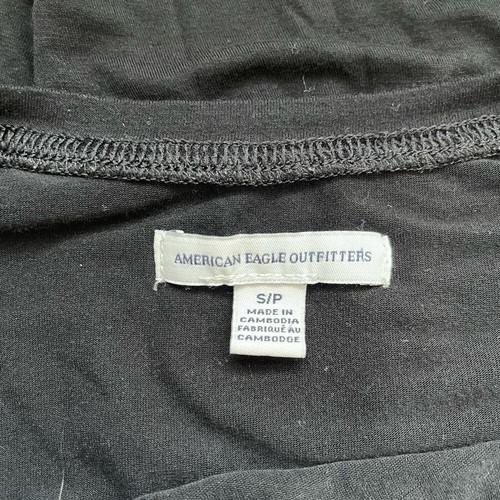 AMERICAN EAGLE OUTFITTERS
S/P
MADE IN
CAMBODIA
FABRIQUÉ AU
CAMBODGE